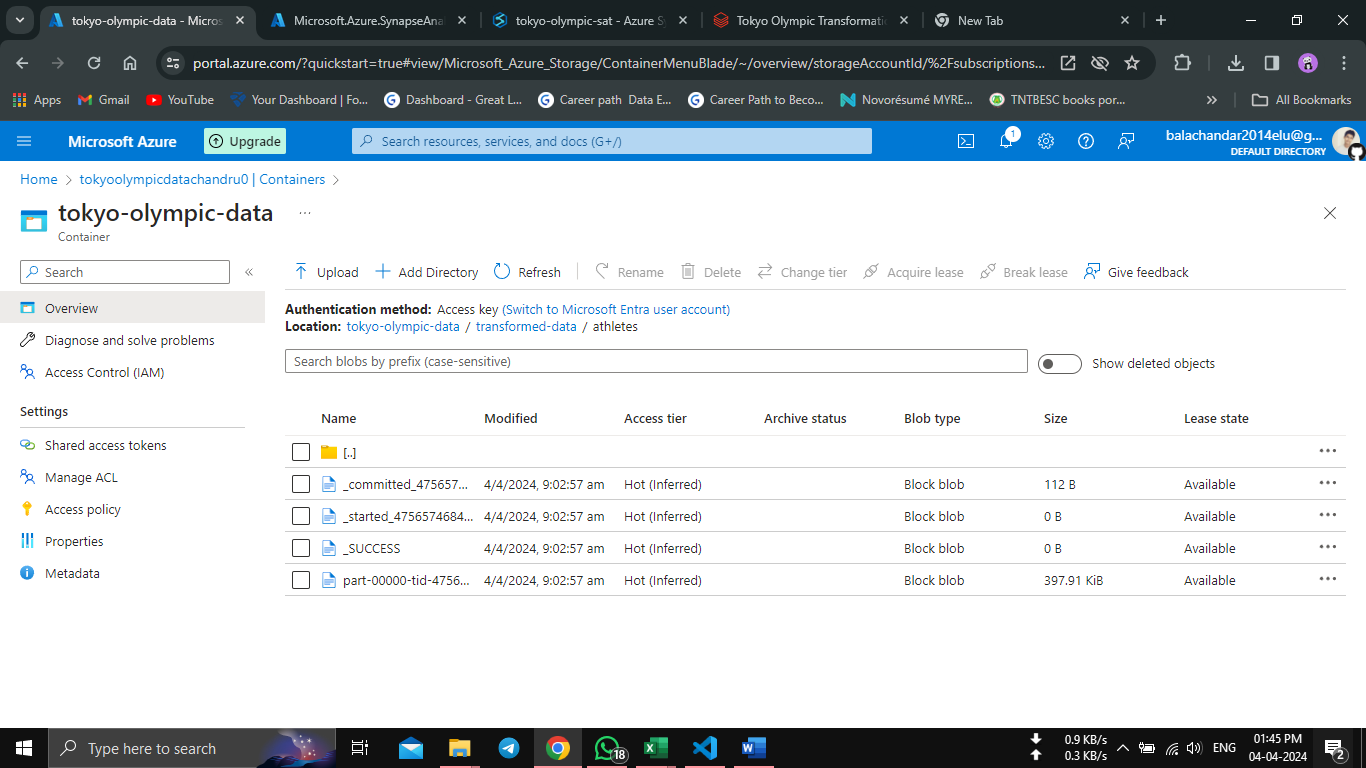 tokyo-olympic-data - Micros
Microsoft.Azure.SynapseAnal
tokyo-olympic-sat - Azure Sy
Tokyo Olympic Transformatio
New Tab
portal.azure.com/?quickstart=true#view/Microsoft_Azure_Storage/ContainerMenuBlade/~/overview/storageAccountId/%2Fsubscriptions...
Apps
Gmail
YouTube
Your Dashboard | Fo...
Dashboard - Great L...
Career path Data E...
Career Path to Beco...
Novorésumé MYRE...
TNTBESC books por...
»
All Bookmarks
Microsoft Azure
Upgrade
Search resources, services, and docs (G+/)
1
balachandar2014elu@g...
DEFAULT DIRECTORY
Home > tokyoolympicdatachandru0 | Containers >
tokyo-olympic-data ...
Container
Search
«
Upload
Add Directory
Refresh
Rename
Delete
Change tier
Acquire lease
Break lease
Give feedback
Overview
Diagnose and solve problems
Access Control (IAM)
Settings
Shared access tokens
Manage ACL
Access policy
Properties
Metadata
Authentication method: Access key (Switch to Microsoft Entra user account)
Location: tokyo-olympic-data / transformed-data / athletes
Search blobs by prefix (case-sensitive)
Show deleted objects
Name Modified Access tier Archive status Blob type Size Lease state
[..]
_committed_475657... 4/4/2024, 9:02:57 am Hot (Inferred) Block blob 112 B Available
_started_4756574684... 4/4/2024, 9:02:57 am Hot (Inferred) Block blob 0 B Available
_SUCCESS 4/4/2024, 9:02:57 am Hot (Inferred) Block blob 0 B Available
part-00000-tid-4756... 4/4/2024, 9:02:57 am Hot (Inferred) Block blob 397.91 KiB Available
Type here to search
18
0.9 KB/s
0.3 KB/s
ENG
01:45 PM
04-04-2024
2